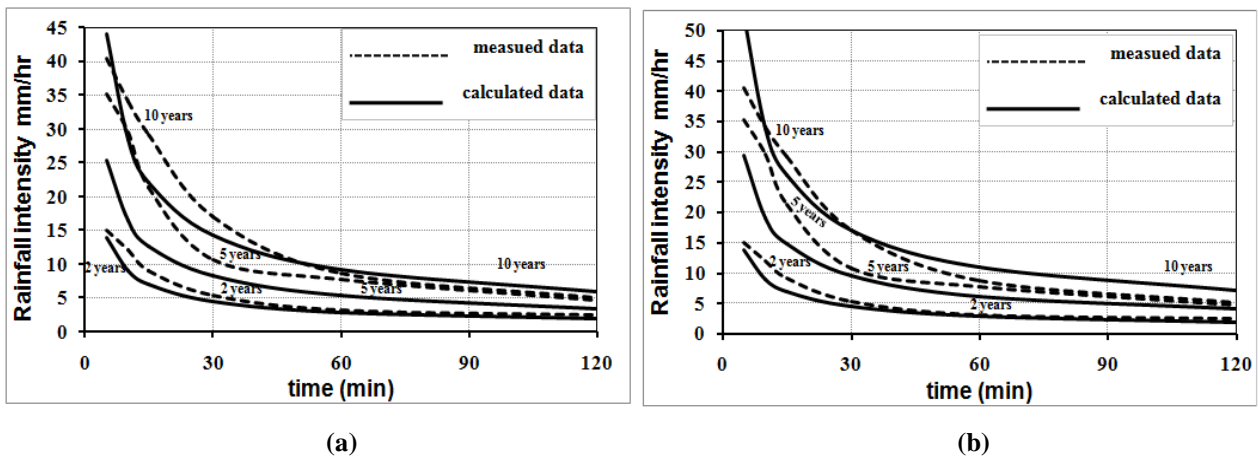 45
40
35
30
25
20
15
10
5
0
Rainfall intensity mm/hr
measued data
calculated data
10 years
5 years
2 years
2 years
5 years
10 years
0 30 60 90 120
time (min)
(a)
50
45
40
35
30
25
20
15
10
5
0
Rainfall intensity mm/hr
measued data
calculated data
10 years
5 years
5 years
10 years
2 years
2 years
0 30 60 90 120
time (min)
(b)